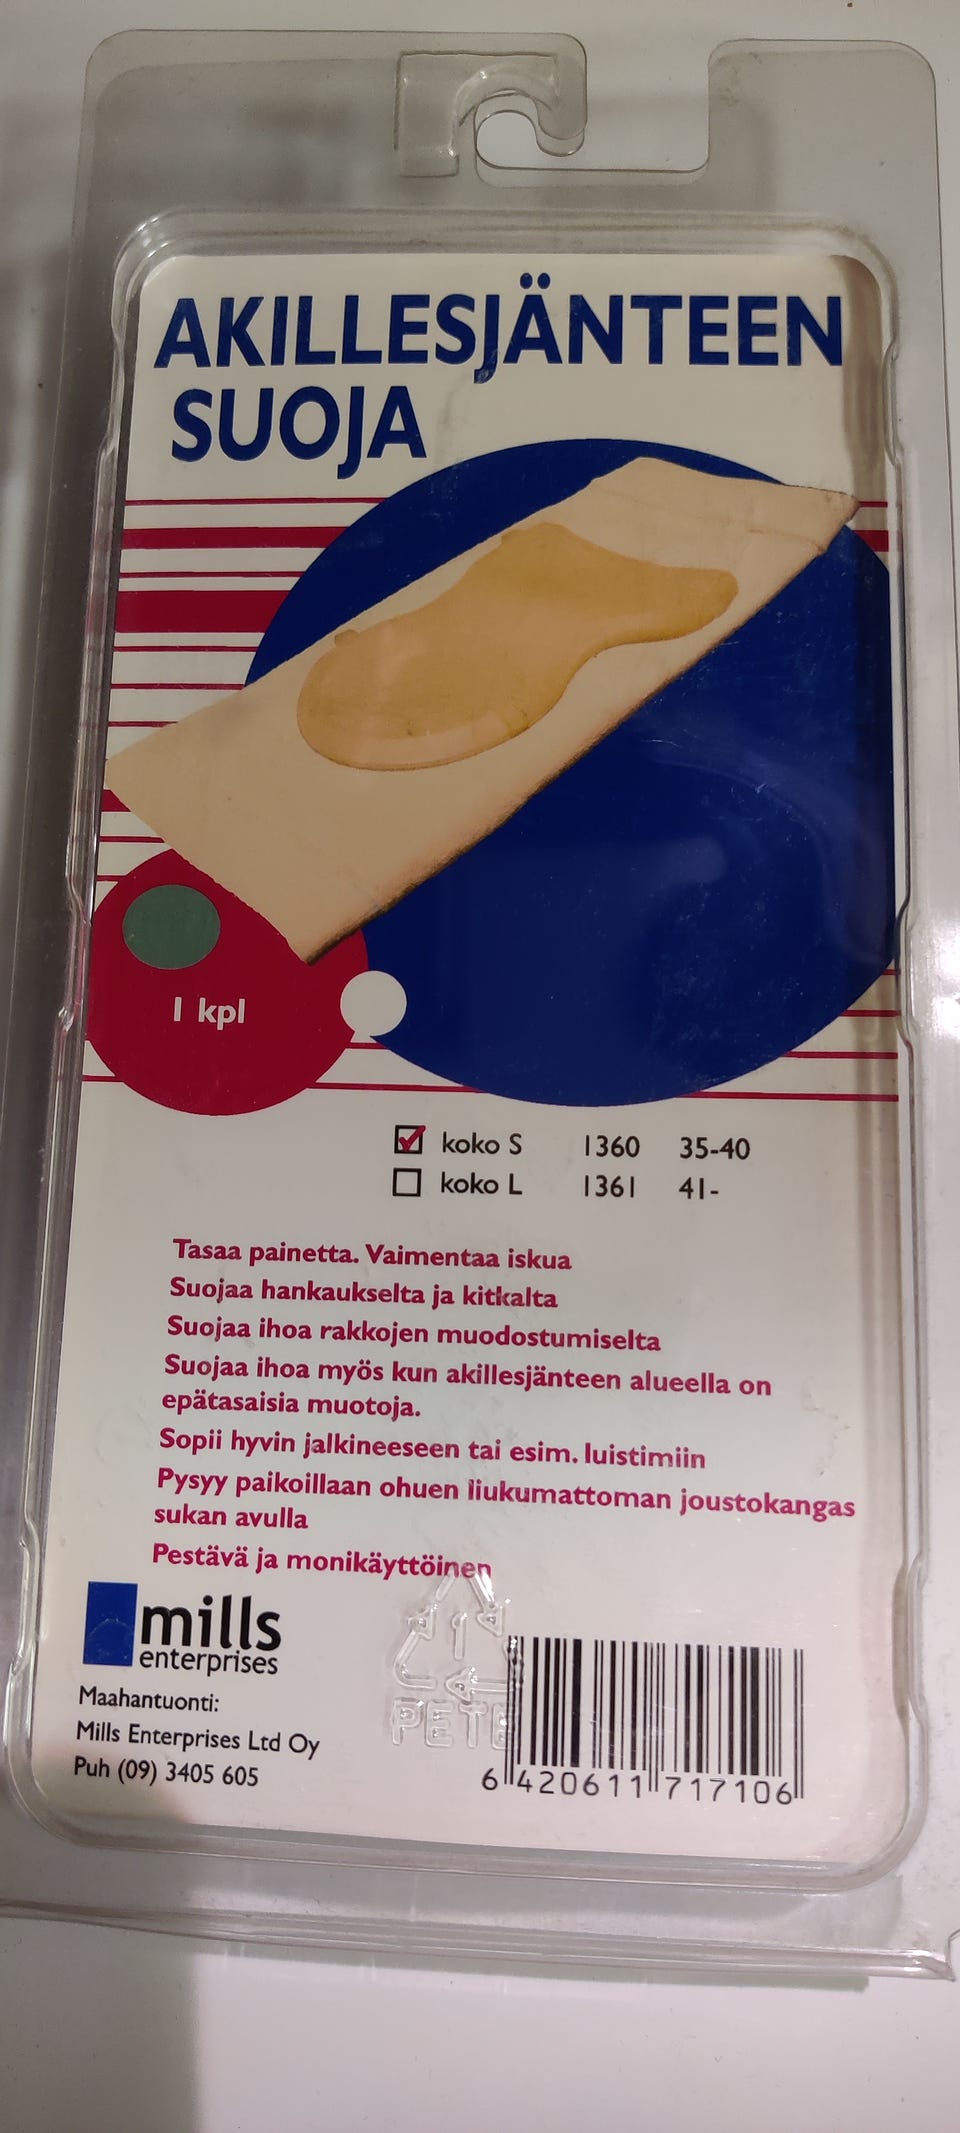 AKILLESJÄNTEEN
SUOJA
1 kpl
koko S 1360 35-40
koko L 1361 41-
Tasaa painetta. Vaimentaa iskua
Suojaa hankaukselta ja kitkalta
Suojaa ihoa rakkojen muodostumiselta
Suojaa ihoa myös kun akillesjänteen alueella on
epätasaisia muotoja.
Sopii hyvin jalkineeseen tai esim. luistimiin
Pysyy paikoillaan ohuen liukumattoman joustokangas
sukan avulla
Pestävä ja monikäyttöinen
mills
enterprises
Maahantuonti:
Mills Enterprises Ltd Oy
Puh (09) 3405 605
1
PETE
6 420611 717106